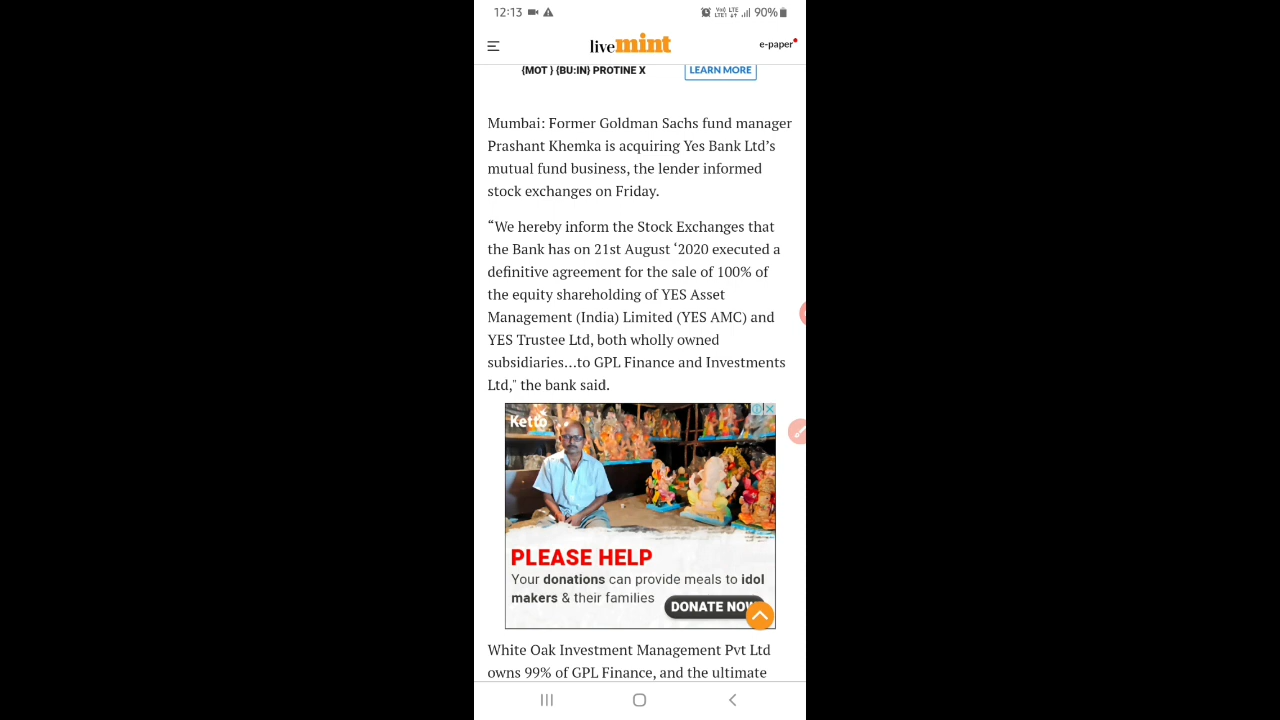 12:13
90%
livemint
e-paper
{MOT } {BU:IN} PROTINE X
LEARN MORE
Mumbai: Former Goldman Sachs fund manager
Prashant Khemka is acquiring Yes Bank Ltd’s
mutual fund business, the lender informed
stock exchanges on Friday.
“We hereby inform the Stock Exchanges that
the Bank has on 21st August ‘2020 executed a
definitive agreement for the sale of 100% of
the equity shareholding of YES Asset
Management (India) Limited (YES AMC) and
YES Trustee Ltd, both wholly owned
subsidiaries...to GPL Finance and Investments
Ltd," the bank said.
Ketto
PLEASE HELP
Your donations can provide meals to idol
makers & their families
DONATE NOW
White Oak Investment Management Pvt Ltd
owns 99% of GPL Finance, and the ultimate